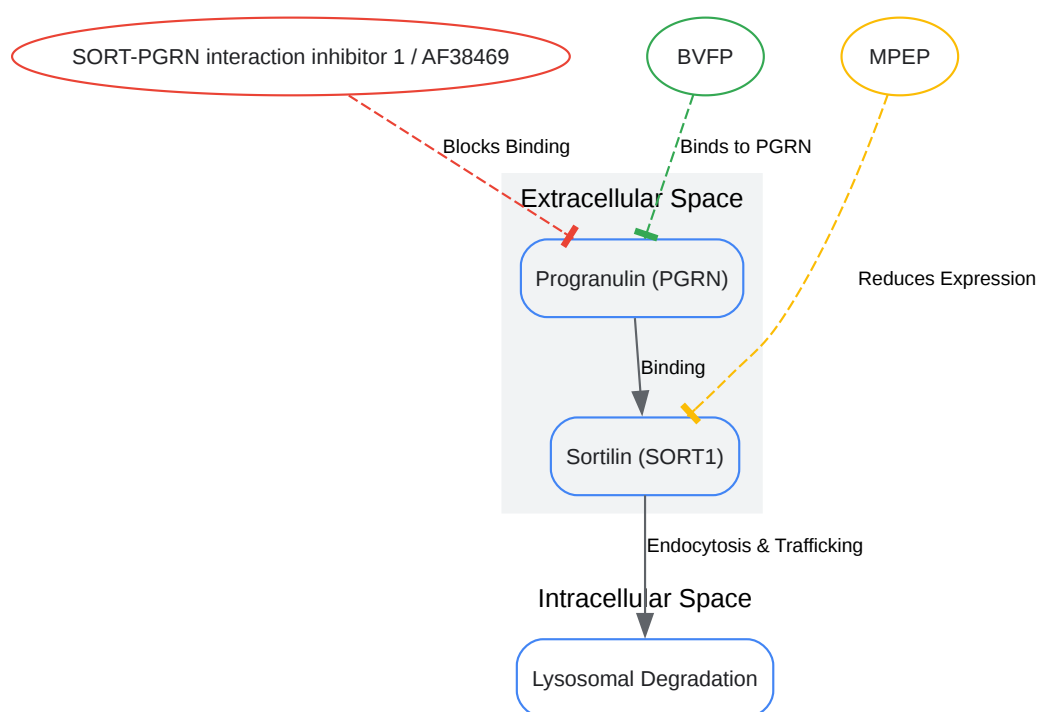 SORT-PGRN interaction inhibitor 1 / AF38469
BVFP
MPEP
Blocks Binding
Binds to PGRN
Extracellular Space
Progranulin (PGRN)
Reduces Expression
Binding
Sortilin (SORT1)
Endocytosis & Trafficking
Intracellular Space
Lysosomal Degradation